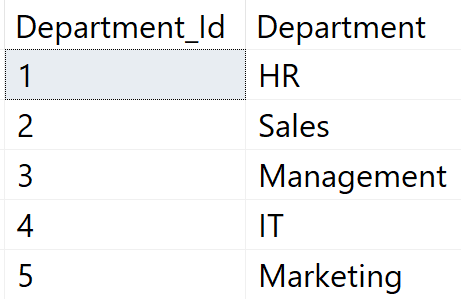 Department_Id Department
1 HR
2 Sales
3 Management
4 IT
5 Marketing